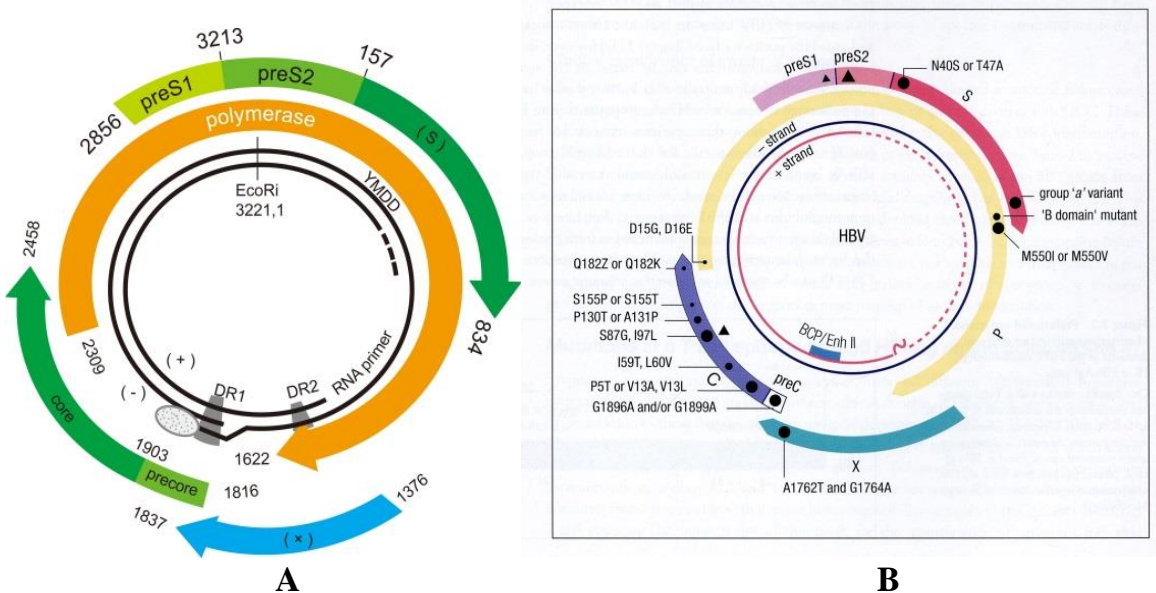 3213
157
preS1
preS2
2856
polymerase
( S )
EcoRi
3221,1
YMDD
2458
834
2309
( + )
( - )
DR1
DR2
RNA primer
core
1903
1622
precore
1816
1837
1376
( × )
A
preS1
preS2
N40S or T47A
S
– strand
+ strand
group 'a' variant
'B domain' mutant
HBV
D15G, D16E
M550I or M550V
Q182Z or Q182K
S155P or S155T
P130T or A131P
S87G, I97L
BCP/Enh II
P
I59T, L60V
C
preC
P5T or V13A, V13L
G1896A and/or G1899A
X
A1762T and G1764A
B